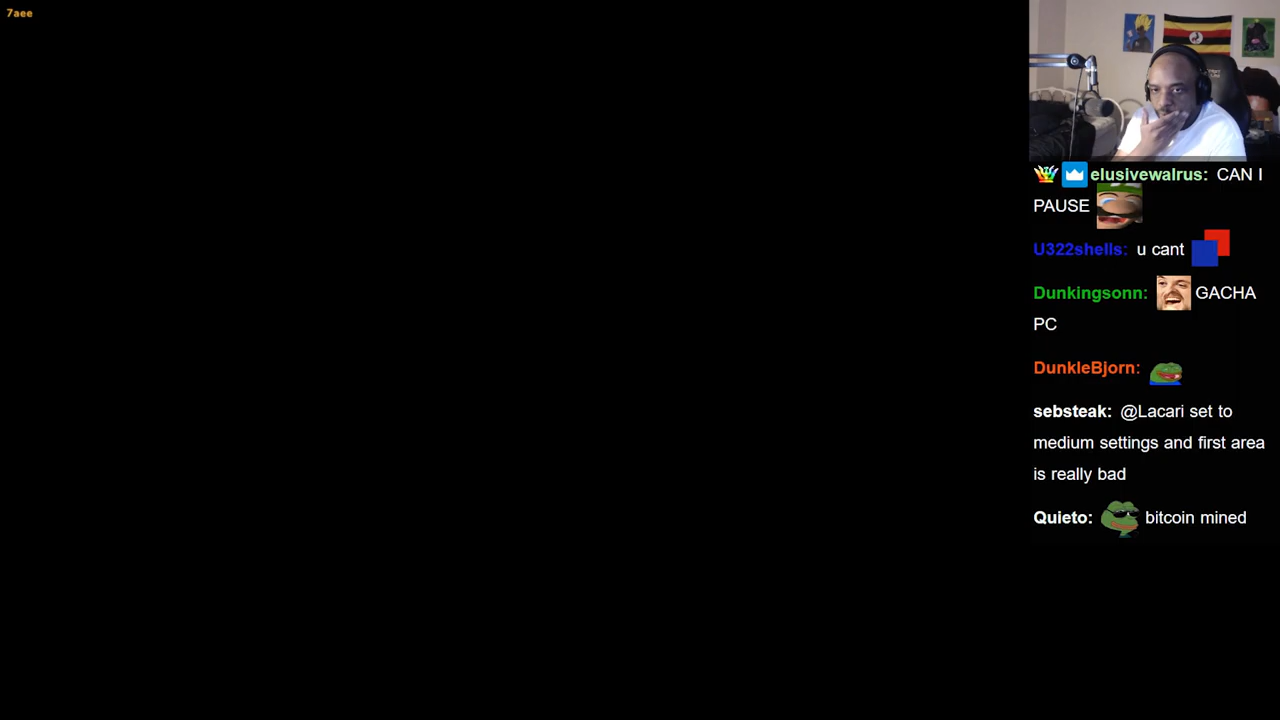 7aee
elusivewalrus: CAN I
PAUSE
U322shells: u cant
Dunkingsonn: GACHA
PC
DunkleBjorn:
sebsteak: @Lacari set to
medium settings and first area
is really bad
Quieto: bitcoin mined